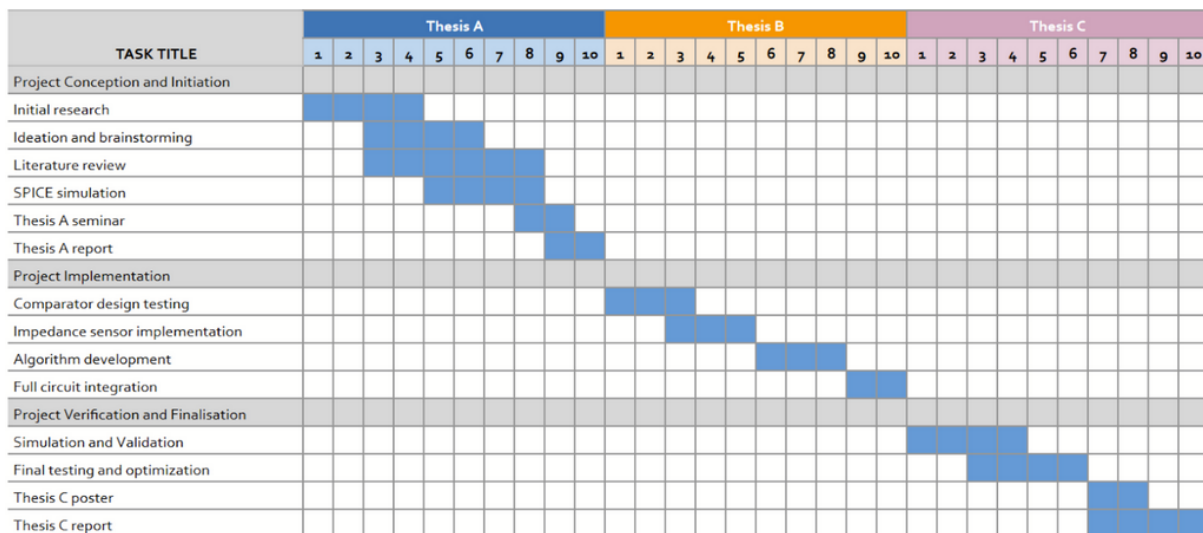 Thesis A Thesis B Thesis C
TASK TITLE 1 2 3 4 5 6 7 8 9 10 1 2 3 4 5 6 7 8 9 10 1 2 3 4 5 6 7 8 9 10
Project Conception and Initiation
Initial research
Ideation and brainstorming
Literature review
SPICE simulation
Thesis A seminar
Thesis A report
Project Implementation
Comparator design testing
Impedance sensor implementation
Algorithm development
Full circuit integration
Project Verification and Finalisation
Simulation and Validation
Final testing and optimization
Thesis C poster
Thesis C report